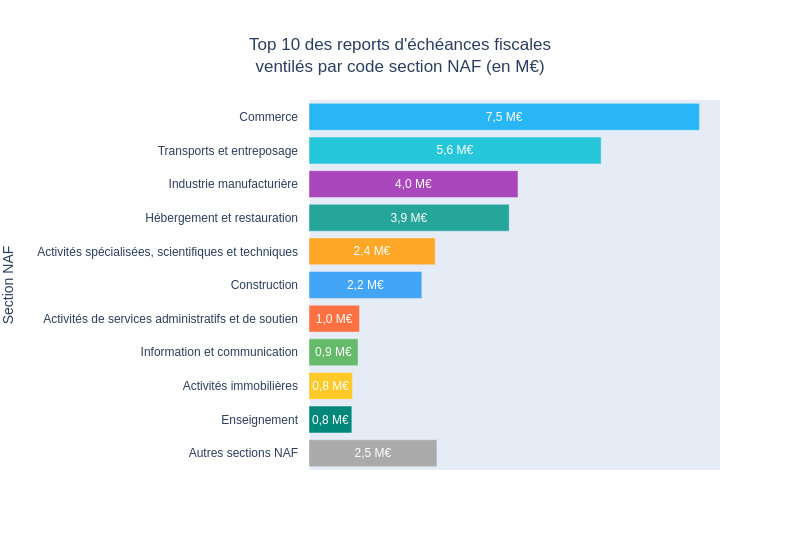 Top 10 des reports d'échéances fiscales
ventilés par code section NAF (en M€)
Section NAF
Commerce 7,5 M€
Transports et entreposage 5,6 M€
Industrie manufacturière 4,0 M€
Hébergement et restauration 3,9 M€
Activités spécialisées, scientifiques et techniques 2,4 M€
Construction 2,2 M€
Activités de services administratifs et de soutien 1,0 M€
Information et communication 0,9 M€
Activités immobilières 0,8 M€
Enseignement 0,8 M€
Autres sections NAF 2,5 M€